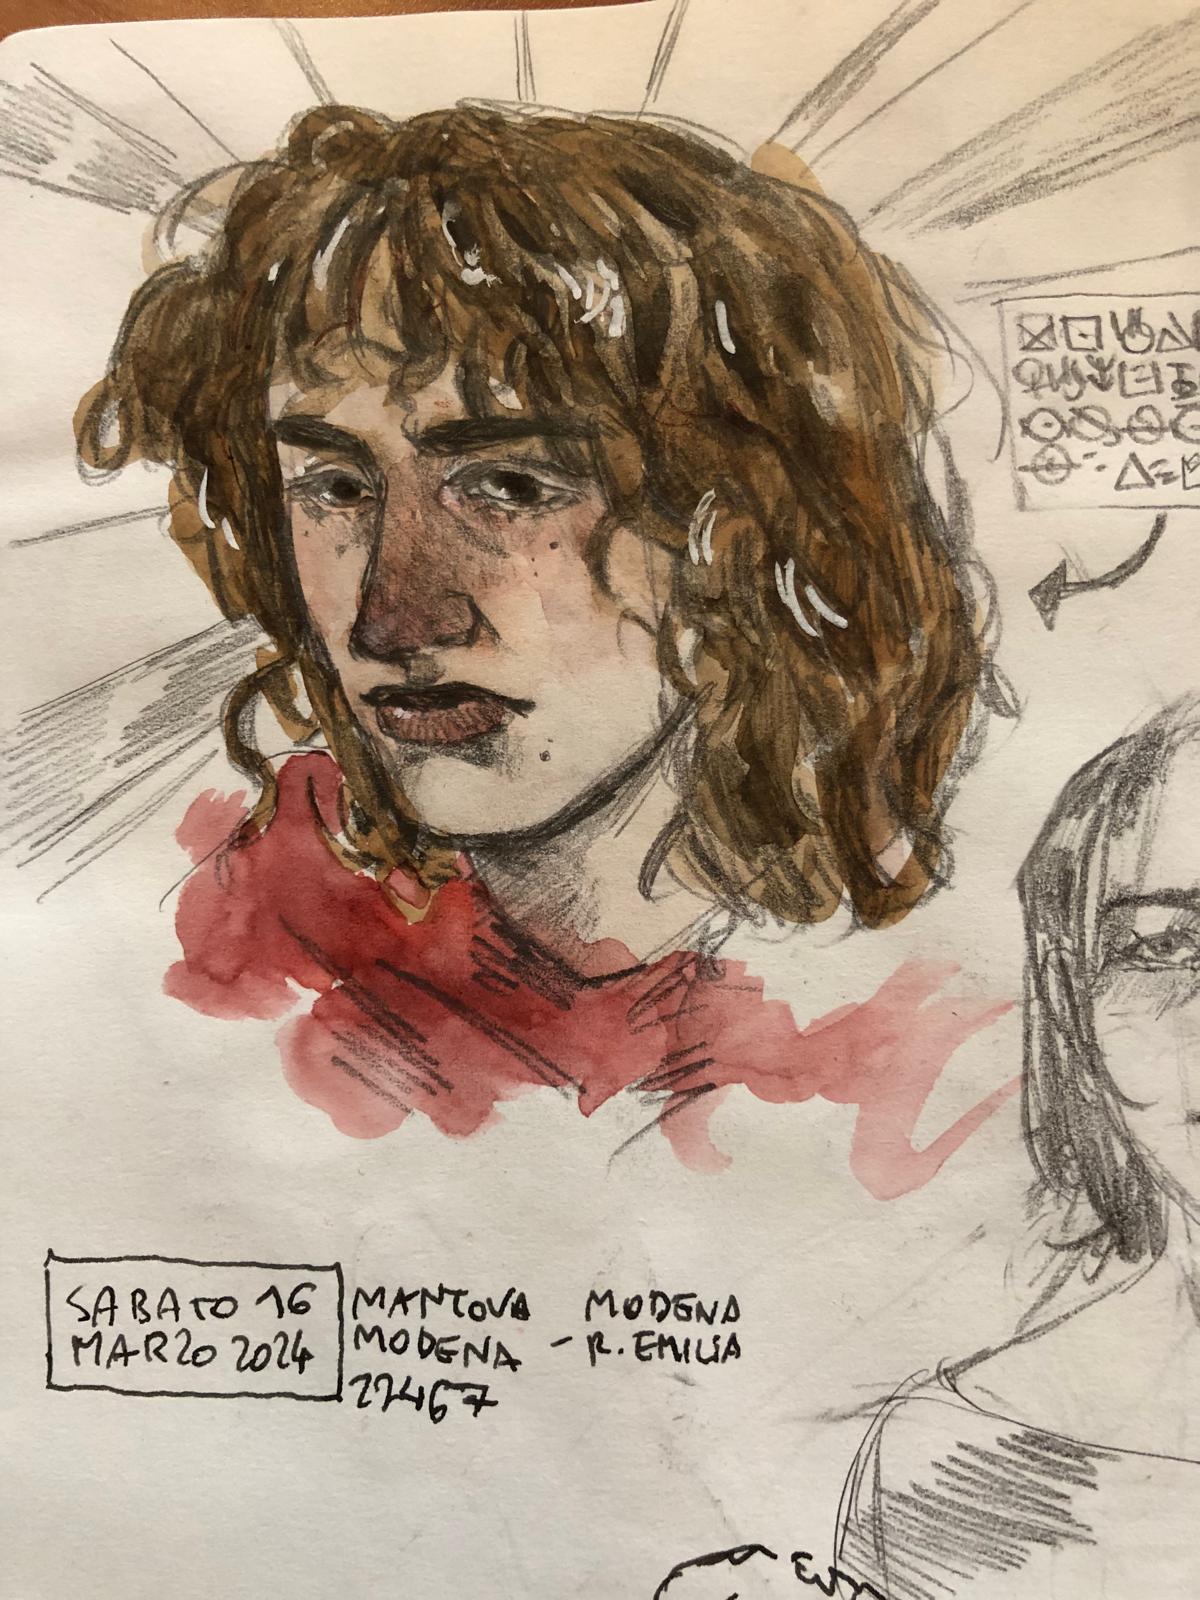 SABATO 16
MARZO 2024
MANTOVA MODENA
MODENA - R. EMILIA
22467